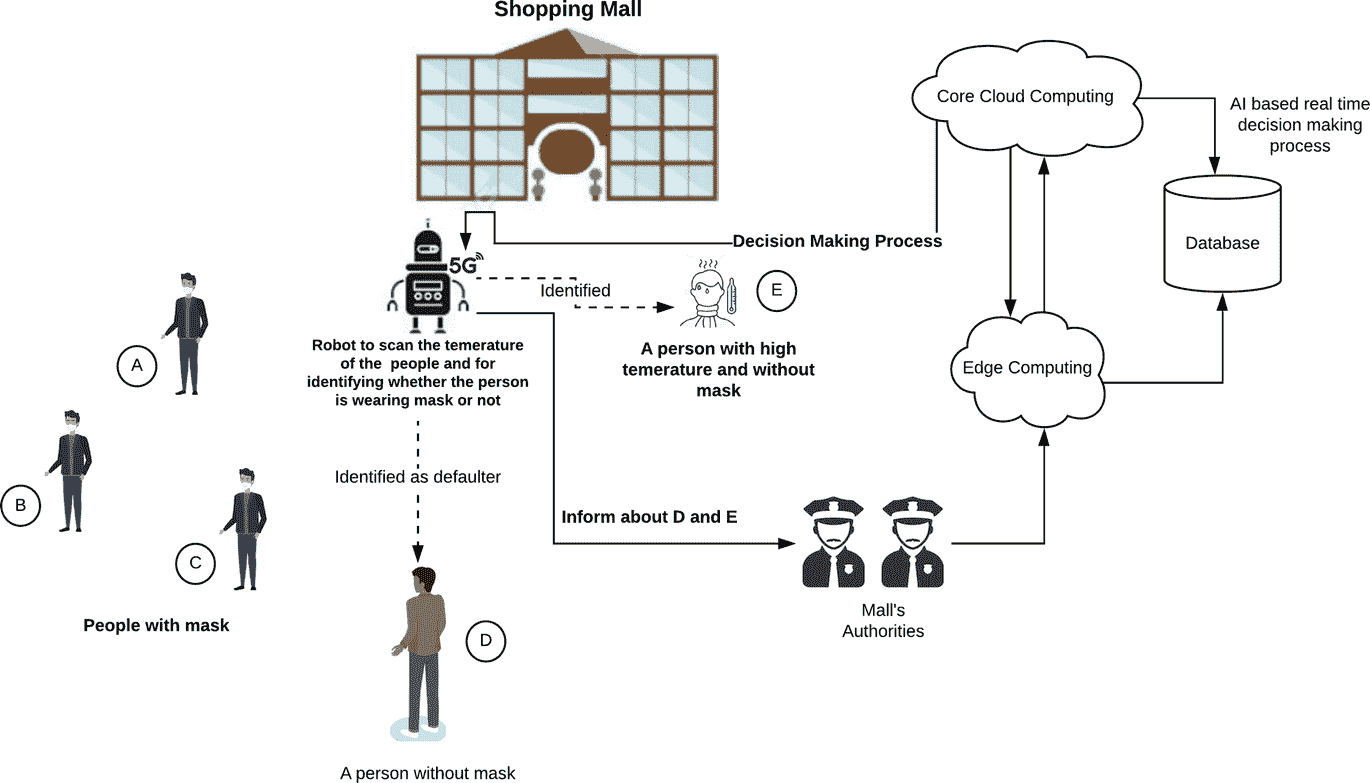 Shopping Mall
Core Cloud Computing
AI based real time
decision making
process
Decision Making Process
Database
5G
Identified
E
Robot to scan the temerature
of the people and for
identifying whether the person
is wearing mask or not
A person with high
temerature and without
mask
Edge Computing
A
B
C
People with mask
Identified as defaulter
Inform about D and E
D
Mall's
Authorities
A person without mask